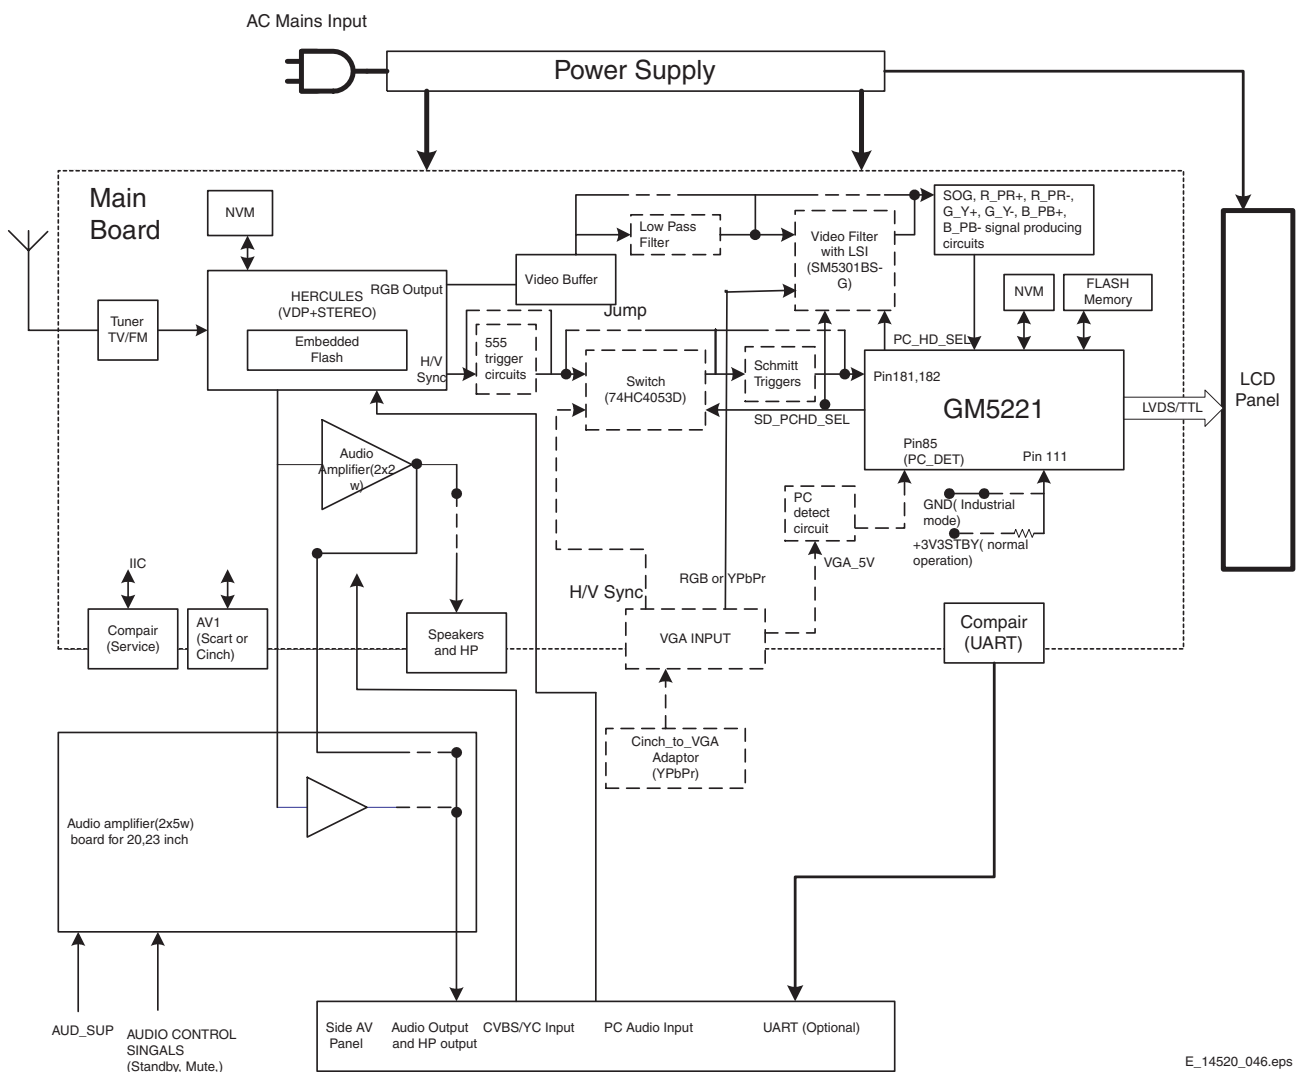 AC Mains Input
Power Supply
Main
Board
NVM
SOG, R_PR+, R_PR-,
G_Y+, G_Y-, B_PB+,
B_PB- signal producing
circuits
Low Pass
Filter
Video Filter
with LSI
(SM5301BS-
G)
Video Buffer
RGB Output
HERCULES
(VDP+STEREO)
Embedded
Flash
H/V
Sync
Tuner
TV/FM
Jump
555
trigger
circuits
Switch
(74HC4053D)
Schmitt
Triggers
PC_HD_SEL
NVM
FLASH
Memory
Pin181,182
GM5221
SD_PCHD_SEL
Pin85
(PC_DET)
Pin 111
LVDS/TTL
LCD
Panel
Audio
Amplifier(2x2
w)
PC
detect
circuit
GND( Industrial
mode)
+3V3STBY( normal
operation)
VGA_5V
IIC
H/V Sync
RGB or YPbPr
Compair
(Service)
AV1
(Scart or
Cinch)
Speakers
and HP
VGA INPUT
Compair
(UART)
Cinch_to_VGA
Adaptor
(YPbPr)
Audio amplifier(2x5w)
board for 20,23 inch
AUD_SUP
AUDIO CONTROL
SINGALS
(Standby, Mute,)
Side AV
Panel
Audio Output
and HP output
CVBS/YC Input
PC Audio Input
UART (Optional)
E_14520_046.eps